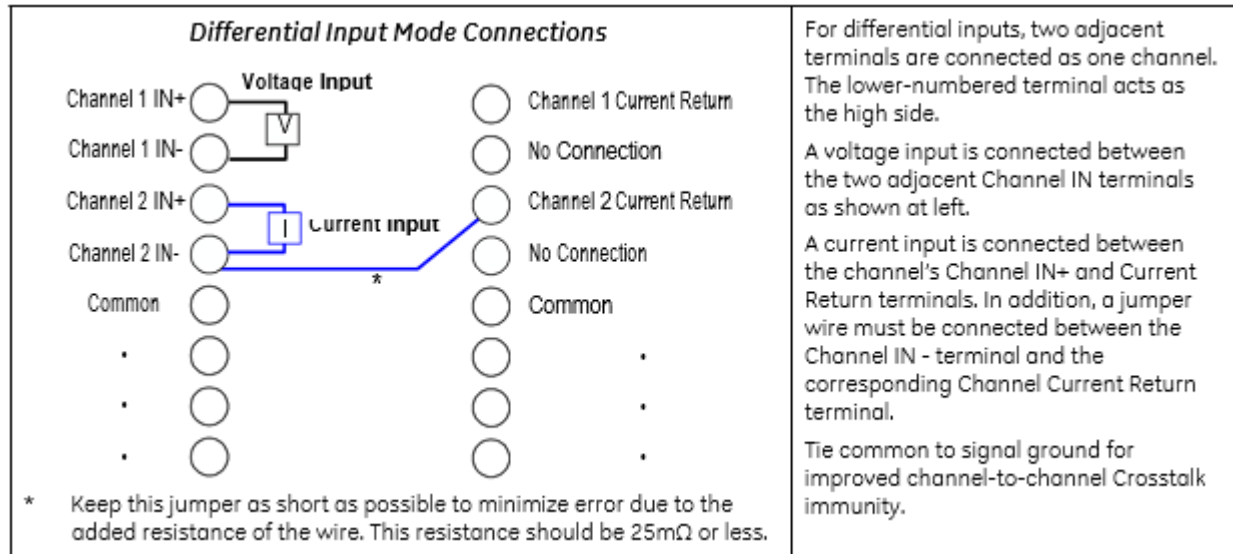 Differential Input Mode Connections
Voltage Input
Channel 1 IN+
V
Channel 1 Current Return
Channel 1 IN-
No Connection
Channel 2 IN+
I
Current Input
Channel 2 Current Return
Channel 2 IN-
No Connection
*
Common
Common
* Keep this jumper as short as possible to minimize error due to the
added resistance of the wire. This resistance should be 25mΩ or less.
For differential inputs, two adjacent
terminals are connected as one channel.
The lower-numbered terminal acts as
the high side.
A voltage input is connected between
the two adjacent Channel IN terminals
as shown at left.
A current input is connected between
the channel's Channel IN+ and Current
Return terminals. In addition, a jumper
wire must be connected between the
Channel IN - terminal and the
corresponding Channel Current Return
terminal.
Tie common to signal ground for
improved channel-to-channel Crosstalk
immunity.